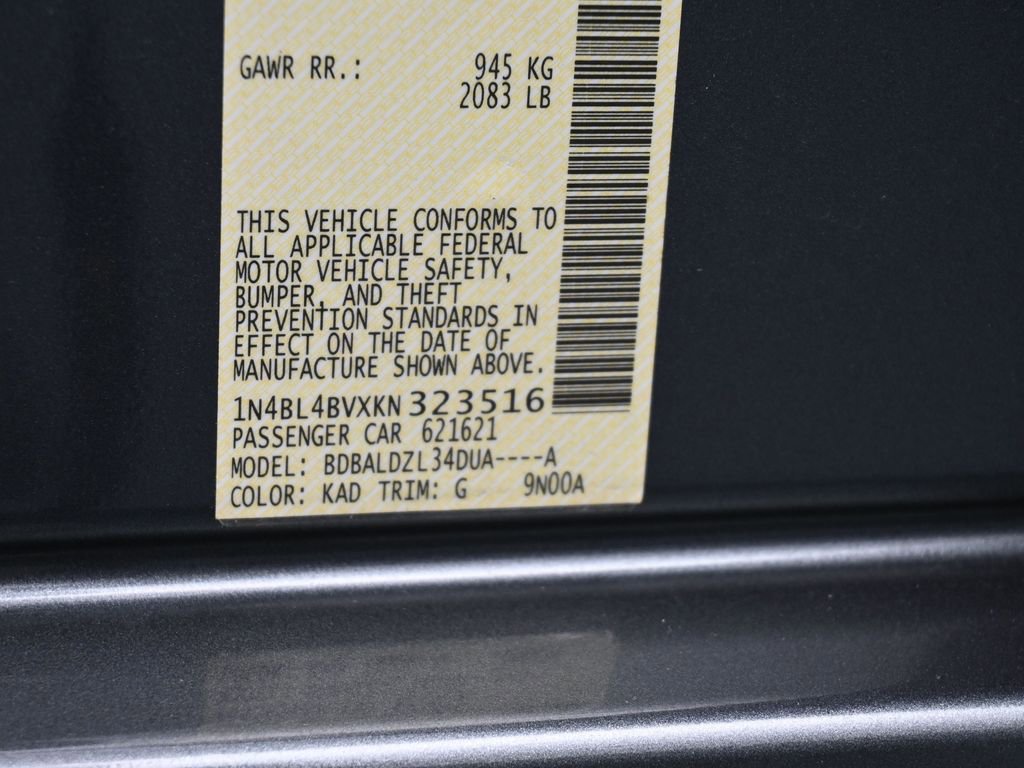 GAWR RR.: 945 KG
2083 LB
THIS VEHICLE CONFORMS TO
ALL APPLICABLE FEDERAL
MOTOR VEHICLE SAFETY,
BUMPER, AND THEFT
PREVENTION STANDARDS IN
EFFECT ON THE DATE OF
MANUFACTURE SHOWN ABOVE.
1N4BL4BVXKN323516
PASSENGER CAR 621621
MODEL: BDBALDZL34DUA----A
COLOR: KAD TRIM: G 9N00A